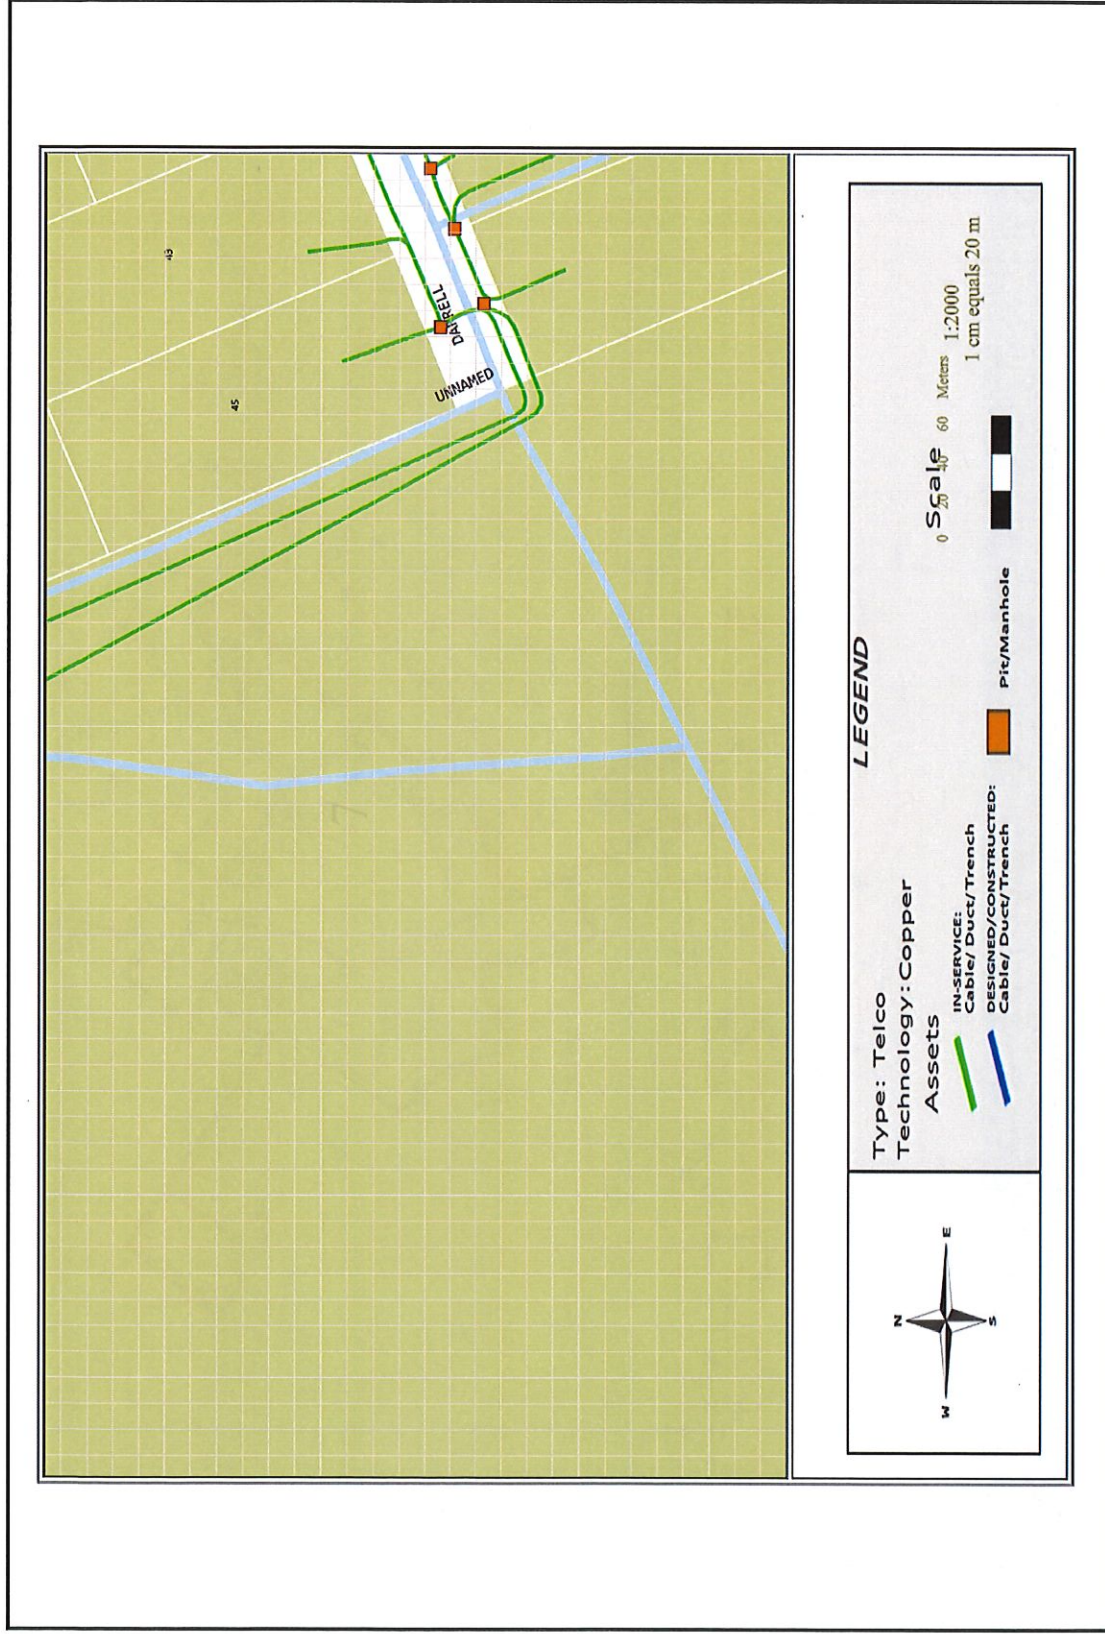 43
45
DARRELL
UNNAMED
LEGEND
Type: Telco
Technology:Copper
Assets
IN-SERVICE:
Cable/ Duct/Trench
DESIGNED/CONSTRUCTED:
Cable/ Duct/Trench
Pit/Manhole
Scale
0 20 40 60 Meters
1:2000
1 cm equals 20 m
N
W
E
S